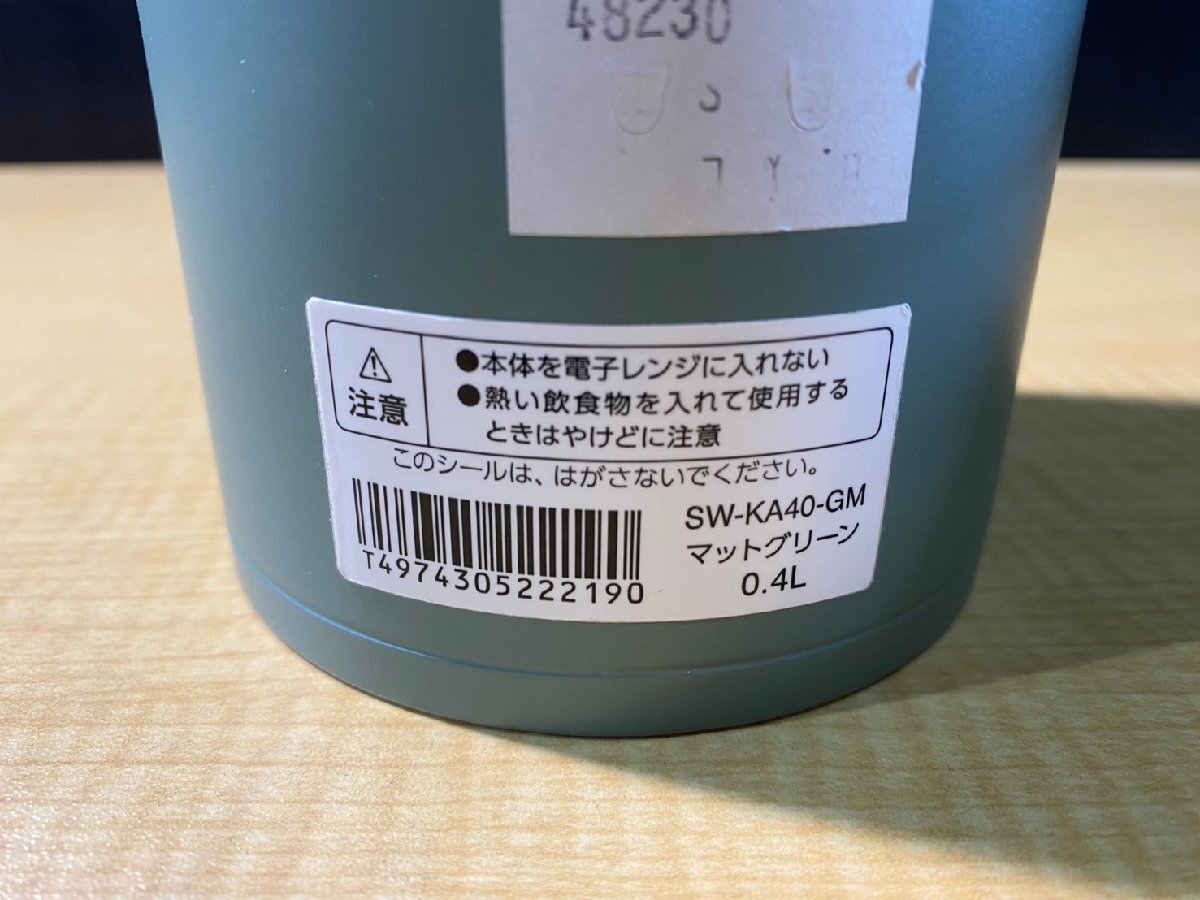 48230
注意
●本体を電子レンジに入れない
●熱い飲食物を入れて使用する
ときはやけどに注意
このシールは、はがさないでください。
SW-KA40-GM
マットグリーン
0.4L
T4974305222190